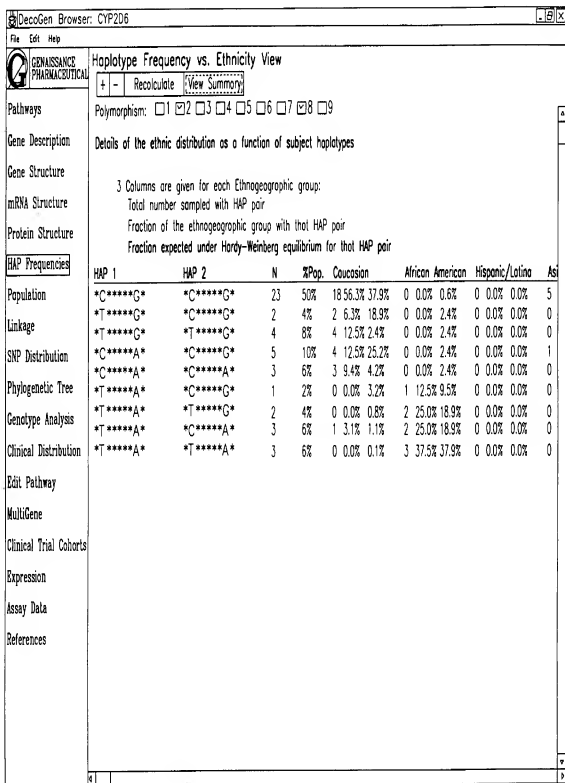 DecoGen Browser: CYP2D6
File Edit Help
GENAISSANCE
PHARMACEUTICAL
Haplotype Frequency vs. Ethnicity View
+ - Recalculate View Summary
Polymorphism: 1 2 3 4 5 6 7 8 9
Details of the ethnic distribution as a function of subject haplotypes
3 Columns are given for each Ethnogeographic group:
Total number sampled with HAP pair
Fraction of the ethnogeographic group with that HAP pair
Fraction expected under Hardy-Weinberg equilibrium for that HAP pair
Pathways
Gene Description
Gene Structure
mRNA Structure
Protein Structure
HAP Frequencies
Population
Linkage
SNP Distribution
Phylogenetic Tree
Genotype Analysis
Clinical Distribution
Edit Pathway
MultiGene
Clinical Trial Cohorts
Expression
Assay Data
References
HAP 1 HAP 2 N %Pop. Caucasian African American Hispanic/Latino Asi
*C*****G* *C*****G* 23 50% 18 56.3% 37.9% 0 0.0% 0.6% 0 0.0% 0.0% 5
*T*****G* *C*****G* 2 4% 2 6.3% 18.9% 0 0.0% 2.4% 0 0.0% 0.0% 0
*T*****G* *T*****G* 4 8% 4 12.5% 2.4% 0 0.0% 2.4% 0 0.0% 0.0% 0
*C*****A* *C*****G* 5 10% 4 12.5% 25.2% 0 0.0% 2.4% 0 0.0% 0.0% 1
*C*****A* *C*****A* 3 6% 3 9.4% 4.2% 0 0.0% 2.4% 0 0.0% 0.0% 0
*T*****A* *C*****G* 1 2% 0 0.0% 3.2% 1 12.5% 9.5% 0 0.0% 0.0% 0
*T*****A* *T*****G* 2 4% 0 0.0% 0.8% 2 25.0% 18.9% 0 0.0% 0.0% 0
*T*****A* *C*****A* 3 6% 1 3.1% 1.1% 2 25.0% 18.9% 0 0.0% 0.0% 0
*T*****A* *T*****A* 3 6% 0 0.0% 0.1% 3 37.5% 37.9% 0 0.0% 0.0% 0